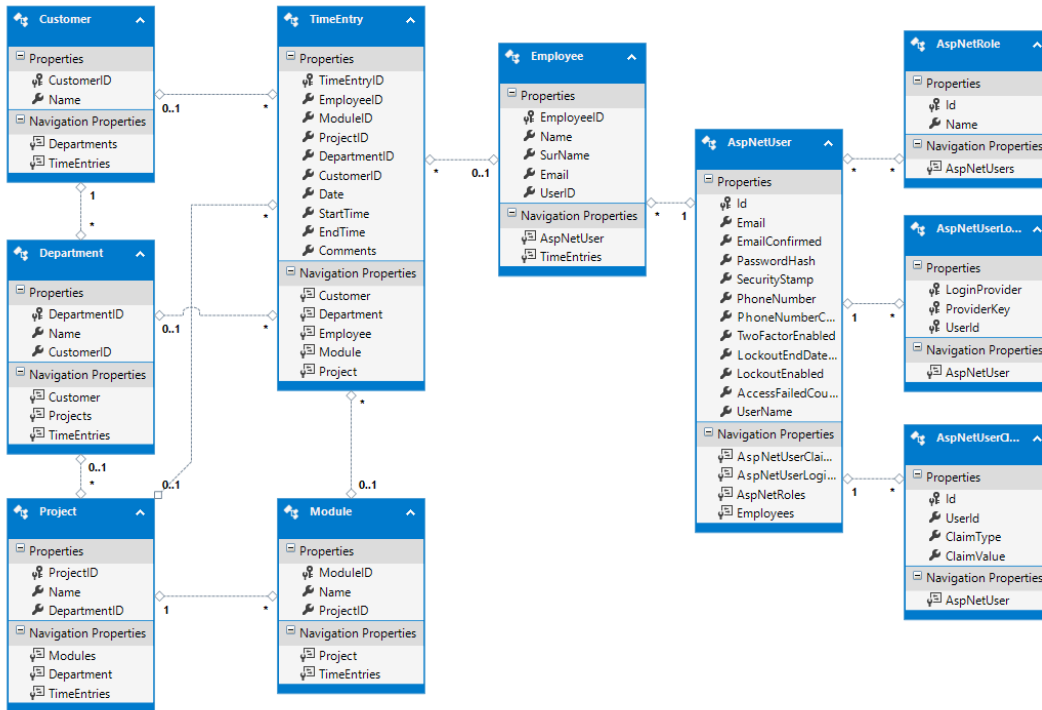 Customer
Properties
CustomerID
Name
Navigation Properties
Departments
TimeEntries
0..1
*
1
*
Department
Properties
DepartmentID
Name
CustomerID
Navigation Properties
Customer
Projects
TimeEntries
0..1
*
0..1
*
0..1
*
Project
Properties
ProjectID
Name
DepartmentID
Navigation Properties
Modules
Department
TimeEntries
1
*
TimeEntry
Properties
TimeEntryID
EmployeeID
ModuleID
ProjectID
DepartmentID
CustomerID
Date
StartTime
EndTime
Comments
Navigation Properties
Customer
Department
Employee
Module
Project
*
0..1
Module
Properties
ModuleID
Name
ProjectID
Navigation Properties
Project
TimeEntries
*
0..1
Employee
Properties
EmployeeID
Name
SurName
Email
UserID
Navigation Properties
AspNetUser
TimeEntries
*
1
AspNetUser
Properties
Id
Email
EmailConfirmed
PasswordHash
SecurityStamp
PhoneNumber
PhoneNumberC...
TwoFactorEnabled
LockoutEndDate...
LockoutEnabled
AccessFailedCou...
UserName
Navigation Properties
AspNetUserClai...
AspNetUserLogi...
AspNetRoles
Employees
*
*
1
*
1
*
AspNetRole
Properties
Id
Name
Navigation Properties
AspNetUsers
AspNetUserLo...
Properties
LoginProvider
ProviderKey
UserId
Navigation Properties
AspNetUser
AspNetUserCl...
Properties
Id
UserId
ClaimType
ClaimValue
Navigation Properties
AspNetUser